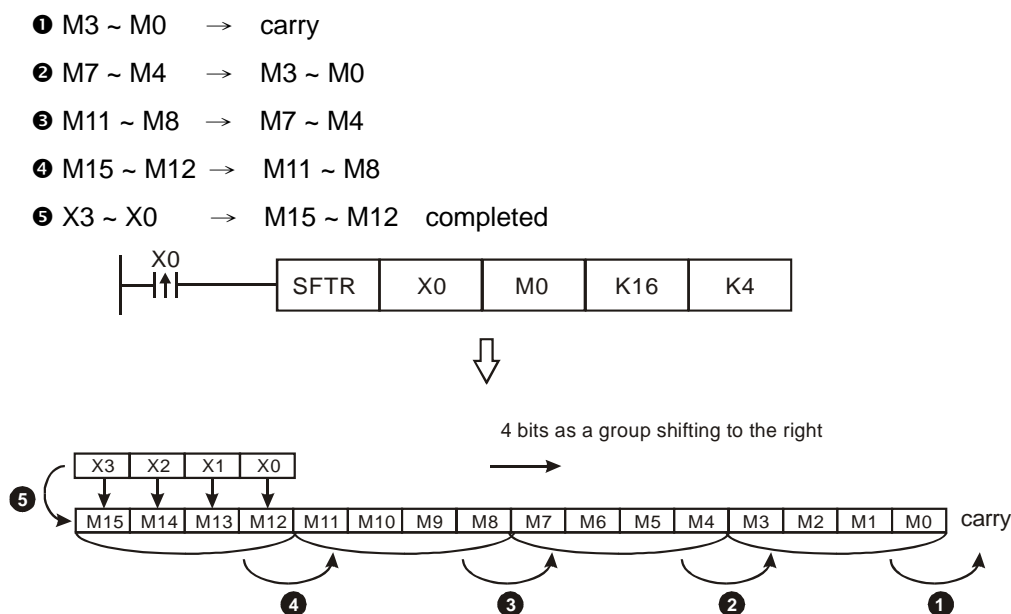 ❶ M3 ~ M0 → carry
❷ M7 ~ M4 → M3 ~ M0
❸ M11 ~ M8 → M7 ~ M4
❹ M15 ~ M12 → M11 ~ M8
❺ X3 ~ X0 → M15 ~ M12 completed
X0
SFTR X0 M0 K16 K4
4 bits as a group shifting to the right
X3 X2 X1 X0
❺
M15 M14 M13 M12 M11 M10 M9 M8 M7 M6 M5 M4 M3 M2 M1 M0 carry
❹ ❸ ❷ ❶